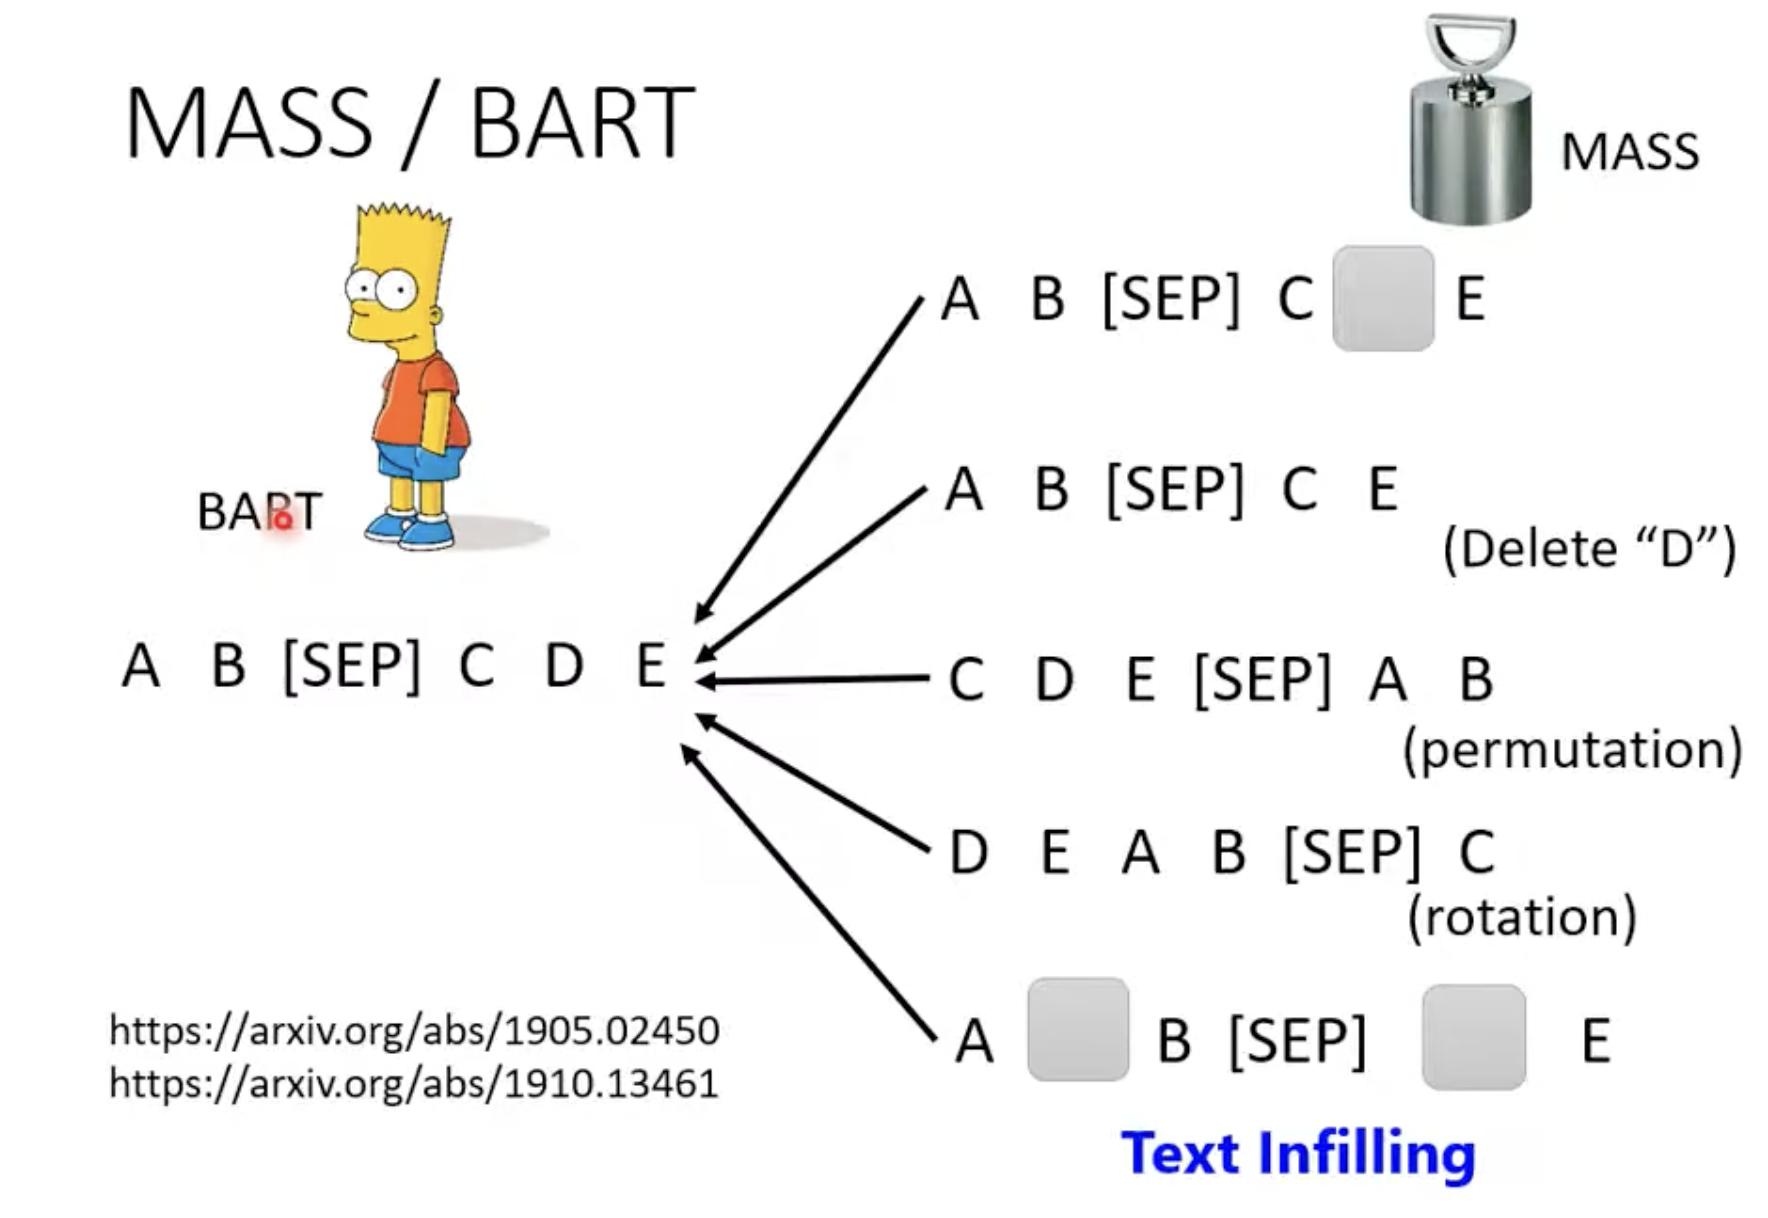 MASS / BART
MASS
A B [SEP] C E
A B [SEP] C E
(Delete “D”)
BART
A B [SEP] C D E
C D E [SEP] A B
(permutation)
D E A B [SEP] C
(rotation)
A B [SEP] E
Text Infilling
https://arxiv.org/abs/1905.02450
https://arxiv.org/abs/1910.13461